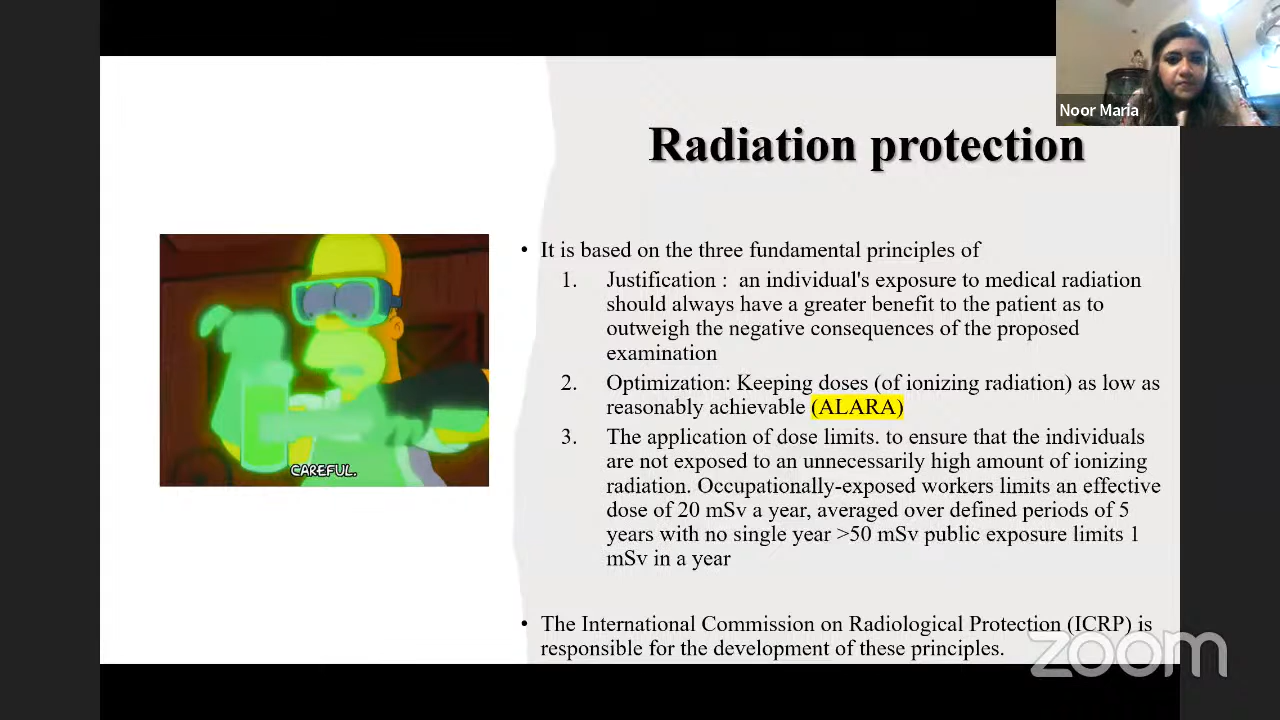 Noor Maria
Radiation protection
• It is based on the three fundamental principles of
1. Justification : an individual's exposure to medical radiation
should always have a greater benefit to the patient as to
outweigh the negative consequences of the proposed
examination
2. Optimization: Keeping doses (of ionizing radiation) as low as
reasonably achievable (ALARA)
3. The application of dose limits. to ensure that the individuals
are not exposed to an unnecessarily high amount of ionizing
radiation. Occupationally-exposed workers limits an effective
dose of 20 mSv a year, averaged over defined periods of 5
years with no single year >50 mSv public exposure limits 1
mSv in a year
CAREFUL.
• The International Commission on Radiological Protection (ICRP) is
responsible for the development of these principles.
zoom